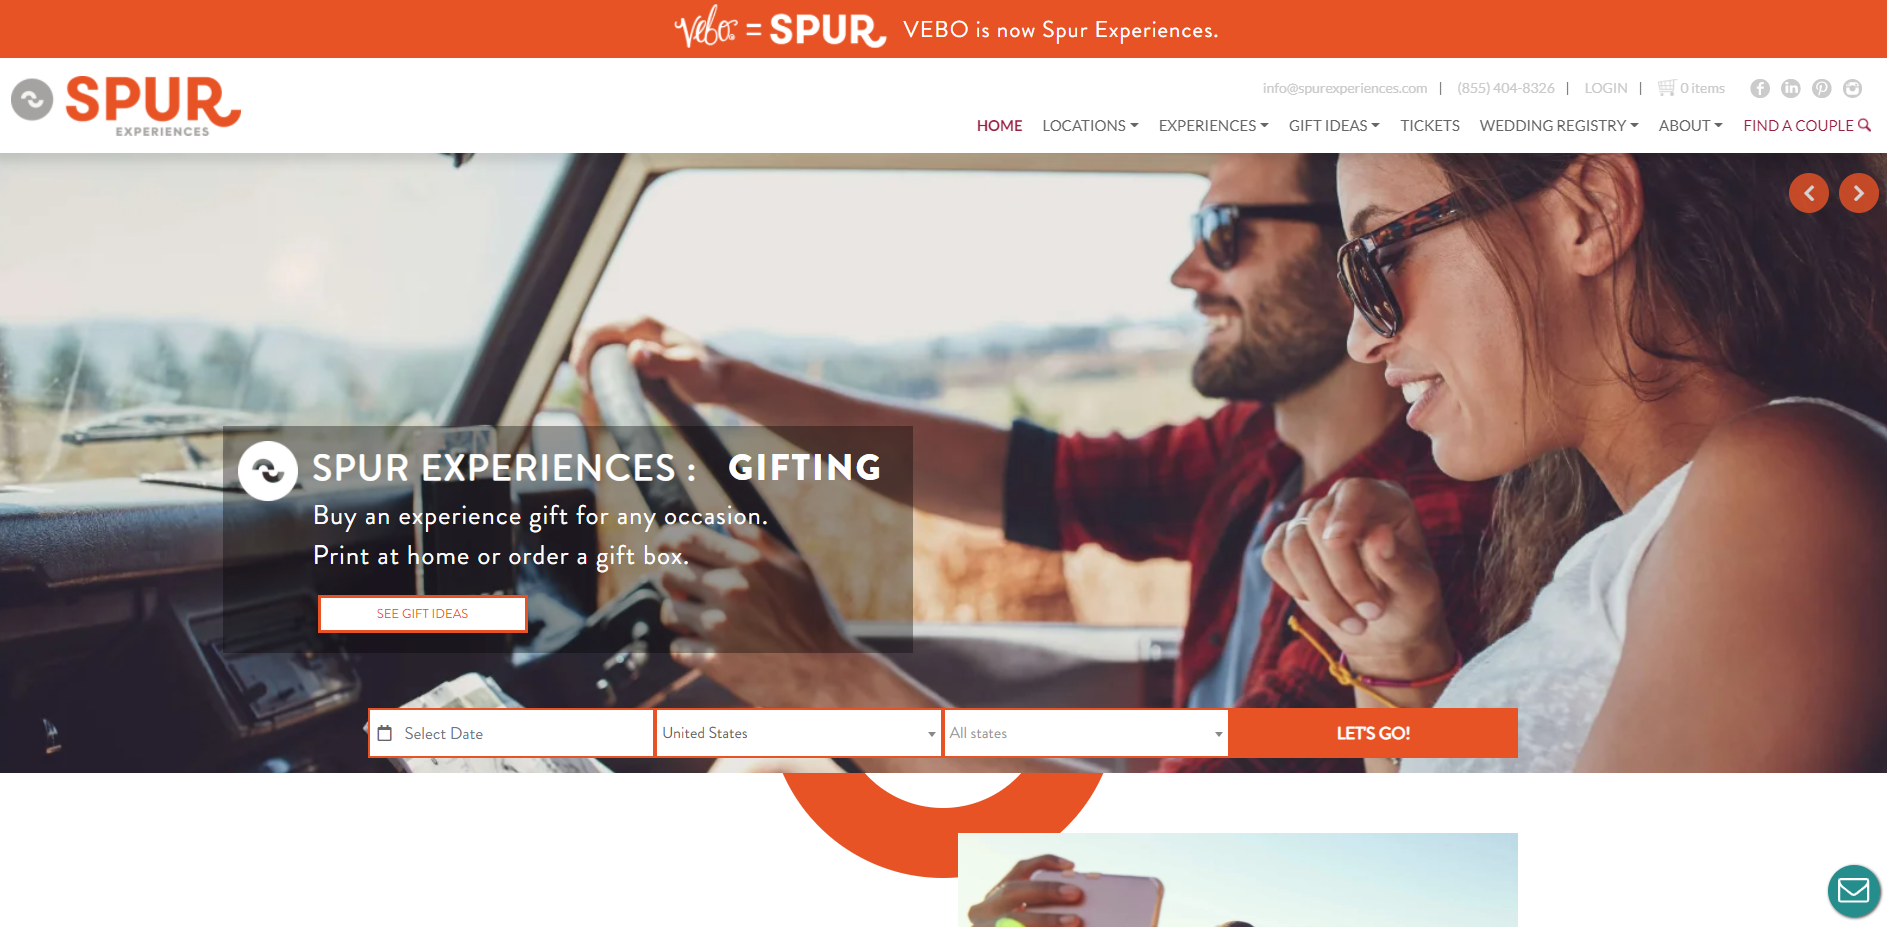 Vebo = SPUR VEBO is now Spur Experiences.
SPUR
EXPERIENCES
info@spurexperiences.com | (855) 404-8326 | LOGIN | 0 items
HOME LOCATIONS EXPERIENCES GIFT IDEAS TICKETS WEDDING REGISTRY ABOUT FIND A COUPLE
SPUR EXPERIENCES : GIFTING
Buy an experience gift for any occasion.
Print at home or order a gift box.
SEE GIFT IDEAS
Select Date United States All states LET'S GO!